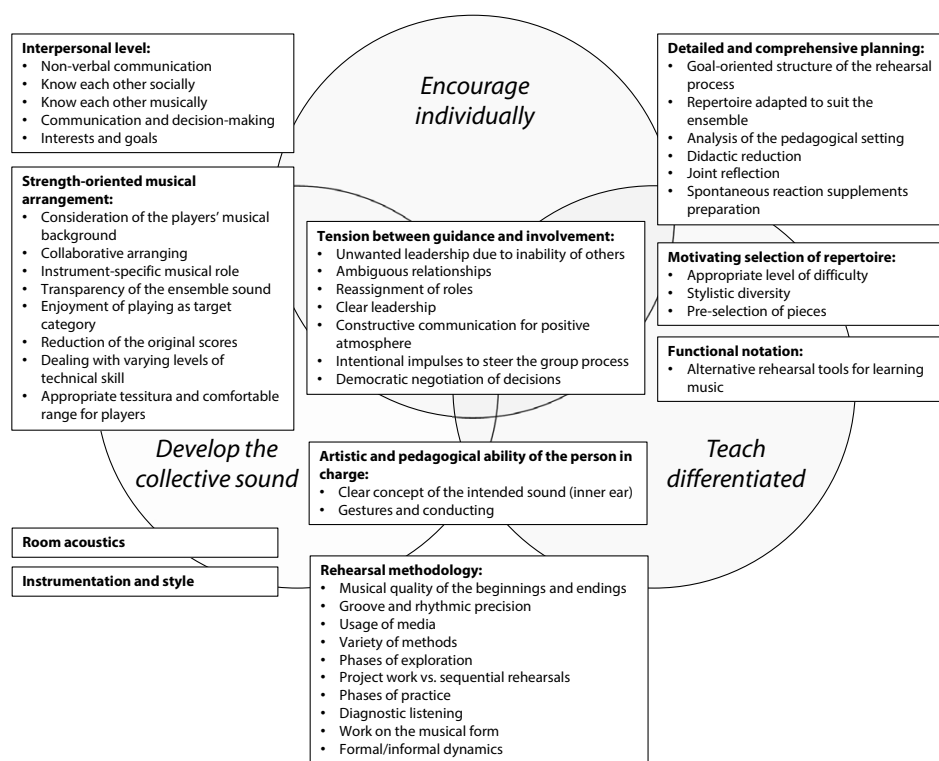 Encourage
individually
Interpersonal level:
• Non-verbal communication
• Know each other socially
• Know each other musically
• Communication and decision-making
• Interests and goals
Strength-oriented musical
arrangement:
• Consideration of the players’ musical
background
• Collaborative arranging
• Instrument-specific musical role
• Transparency of the ensemble sound
• Enjoyment of playing as target
category
• Reduction of the original scores
• Dealing with varying levels of
technical skill
• Appropriate tessitura and comfortable
range for players
Detailed and comprehensive planning:
• Goal-oriented structure of the rehearsal
process
• Repertoire adapted to suit the
ensemble
• Analysis of the pedagogical setting
• Didactic reduction
• Joint reflection
• Spontaneous reaction supplements
preparation
Tension between guidance and involvement:
• Unwanted leadership due to inability of others
• Ambiguous relationships
• Reassignment of roles
• Clear leadership
• Constructive communication for positive
atmosphere
• Intentional impulses to steer the group process
• Democratic negotiation of decisions
Motivating selection of repertoire:
• Appropriate level of difficulty
• Stylistic diversity
• Pre-selection of pieces
Functional notation:
• Alternative rehearsal tools for learning
music
Develop the
collective sound
Artistic and pedagogical ability of the person in
charge:
• Clear concept of the intended sound (inner ear)
• Gestures and conducting
Teach
differentiated
Room acoustics
Instrumentation and style
Rehearsal methodology:
• Musical quality of the beginnings and endings
• Groove and rhythmic precision
• Usage of media
• Variety of methods
• Phases of exploration
• Project work vs. sequential rehearsals
• Phases of practice
• Diagnostic listening
• Work on the musical form
• Formal/informal dynamics